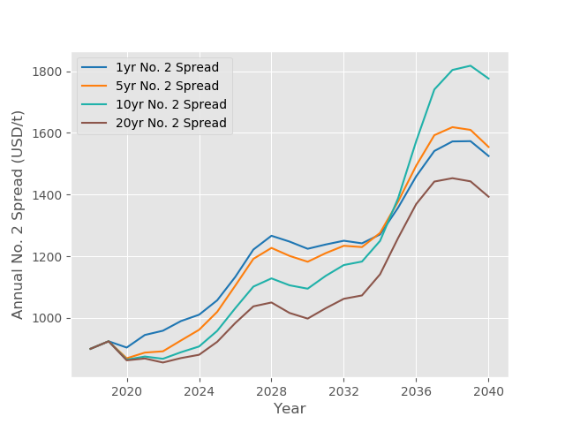 1800
1600
1400
1200
1000
Annual No. 2 Spread (USD/t)
1yr No. 2 Spread
5yr No. 2 Spread
10yr No. 2 Spread
20yr No. 2 Spread
2020 2024 2028 2032 2036 2040
Year